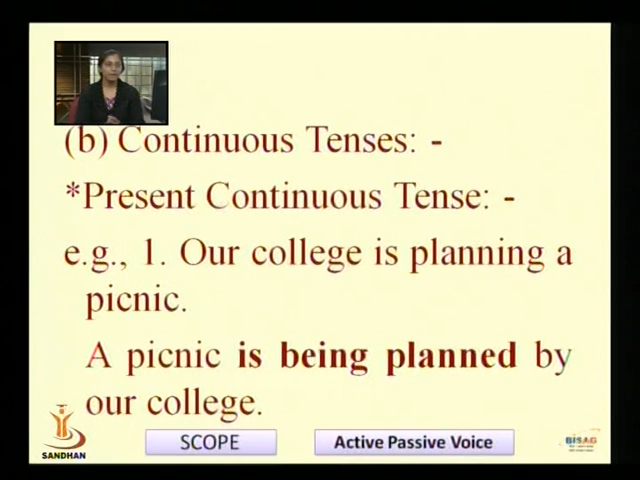 (b) Continuous Tenses: -
*Present Continuous Tense: -
e.g., 1. Our college is planning a
picnic.
A picnic is being planned by
our college.
SANDHAN
SCOPE
Active Passive Voice
BISAG